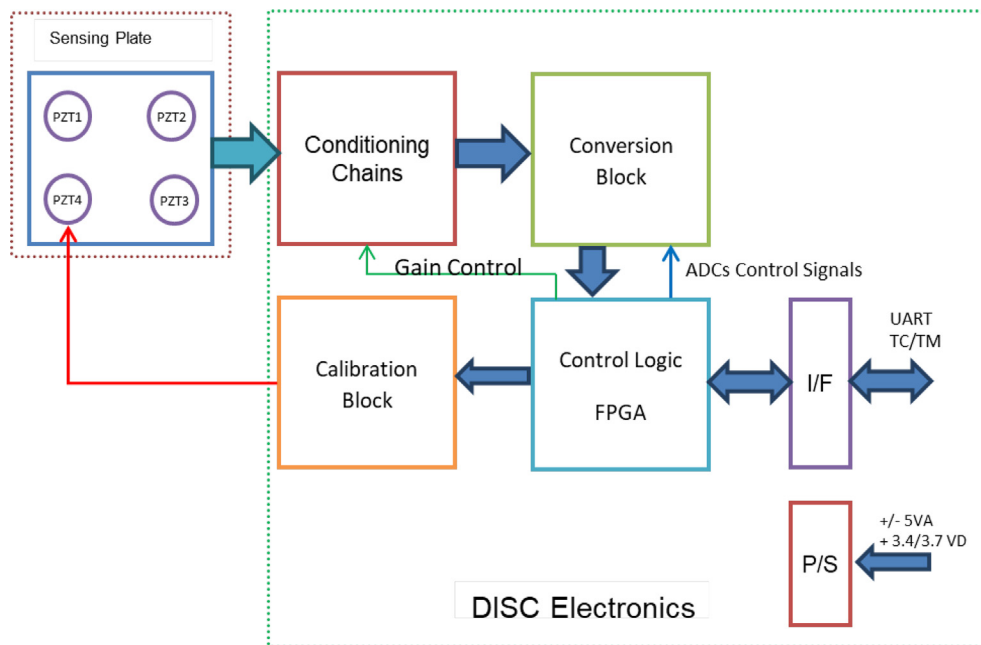 Sensing Plate
PZT1
PZT2
PZT4
PZT3
Conditioning
Chains
Conversion
Block
Gain Control
ADCs Control Signals
Calibration
Block
Control Logic
FPGA
I/F
UART
TC/TM
P/S
+/- 5VA
+ 3.4/3.7 VD
DISC Electronics